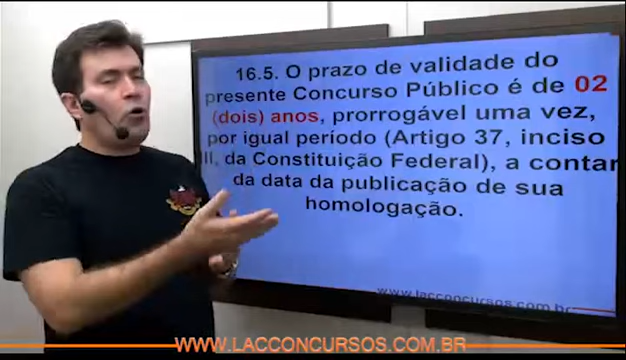 16.5. O prazo de validade do
presente Concurso Público é de 02
(dois) anos, prorrogável uma vez,
por igual período (Artigo 37, inciso
III, da Constituição Federal), a contar
da data da publicação de sua
homologação.
www.lacconcursos.com.br
WWW.LACCONCURSOS.COM.BR